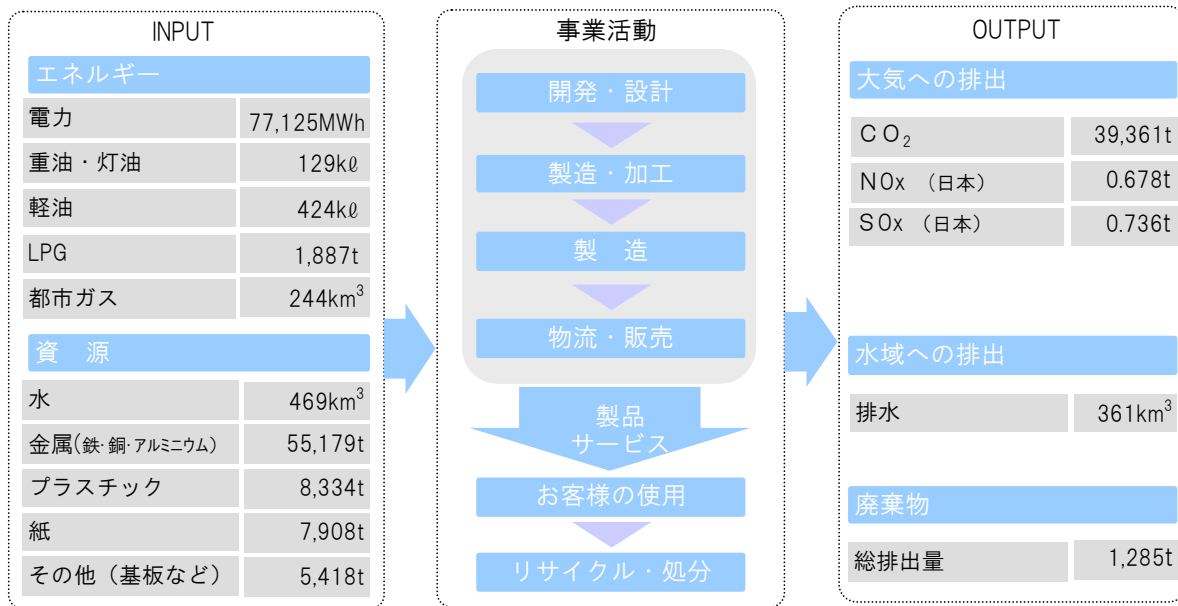 INPUT
エネルギー
電力 77,125MWh
重油・灯油 129kℓ
軽油 424kℓ
LPG 1,887t
都市ガス 244km³
資　源
水 469km³
金属(鉄･銅･アルミニウム) 55,179t
プラスチック 8,334t
紙 7,908t
その他（基板など） 5,418t
事業活動
開発・設計
製造・加工
製　造
物流・販売
製品
サービス
お客様の使用
リサイクル・処分
OUTPUT
大気への排出
ＣＯ₂ 39,361t
ＮＯx （日本） 0.678t
ＳＯx （日本） 0.736t
水域への排出
排水 361km³
廃棄物
総排出量 1,285t